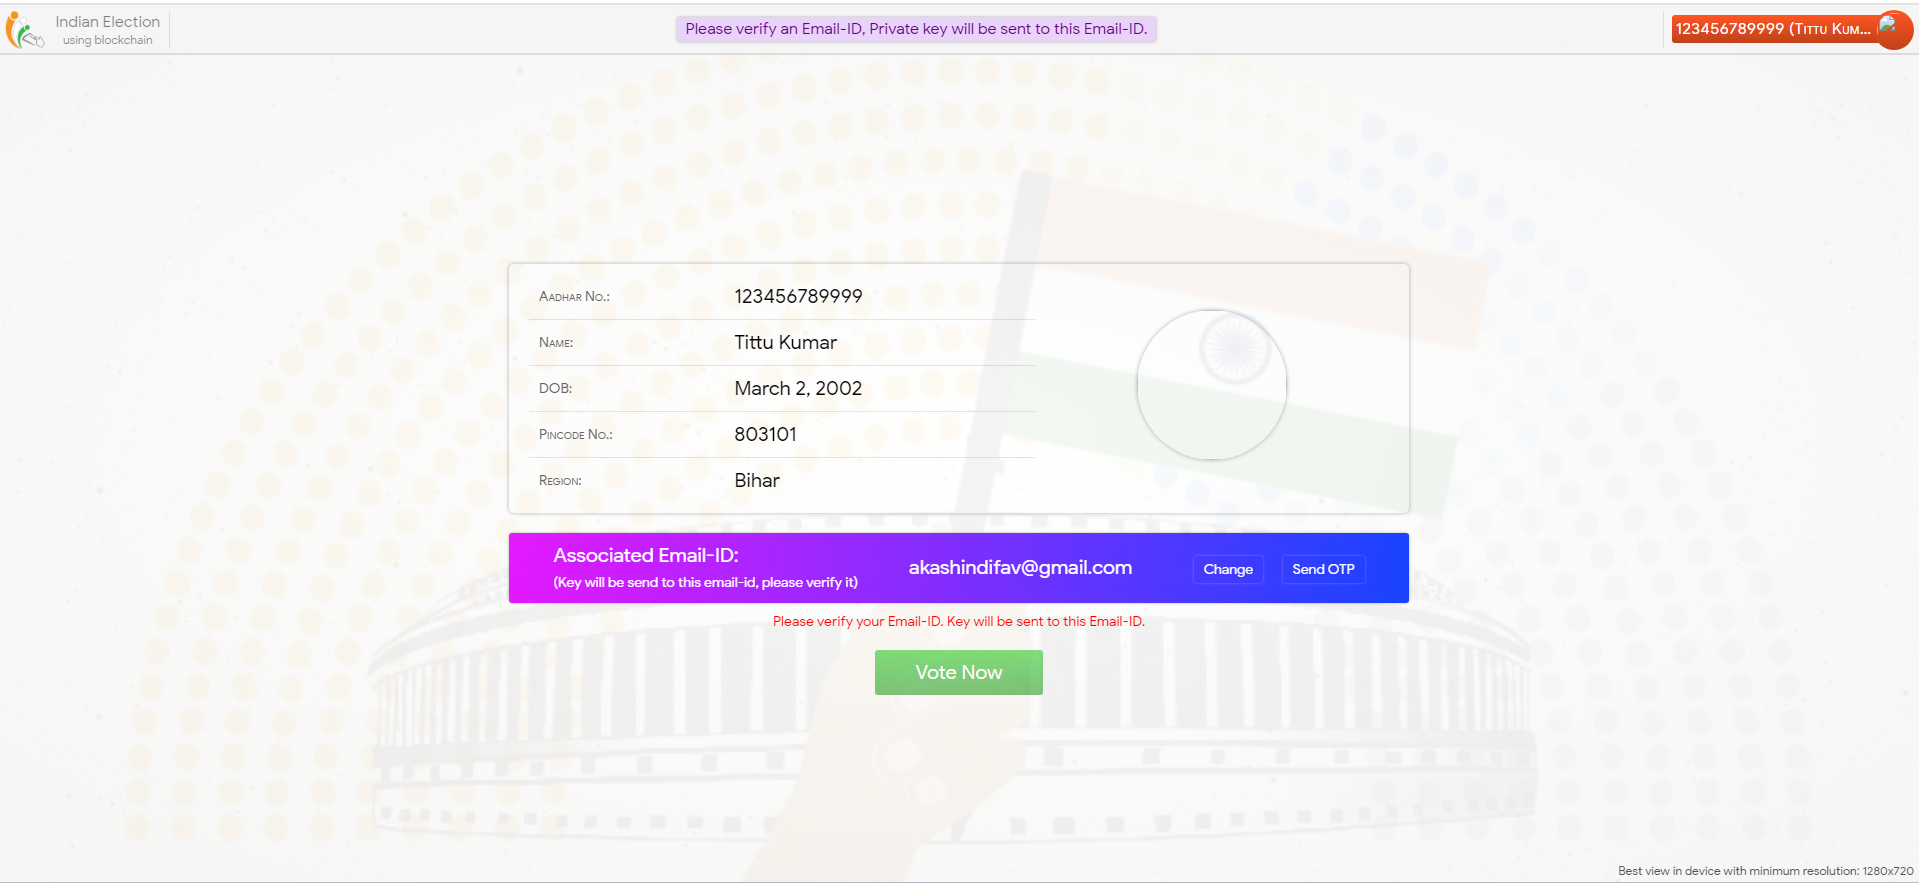 Indian Election
using blockchain
Please verify an Email-ID, Private key will be sent to this Email-ID.
123456789999 (Tittu Kum...
Aadhar No.: 123456789999
Name: Tittu Kumar
DOB: March 2, 2002
Pincode No.: 803101
Region: Bihar
Associated Email-ID:
(Key will be send to this email-id, please verify it)
akashindifav@gmail.com
Change
Send OTP
Please verify your Email-ID. Key will be sent to this Email-ID.
Vote Now
Best view in device with minimum resolution: 1280x720